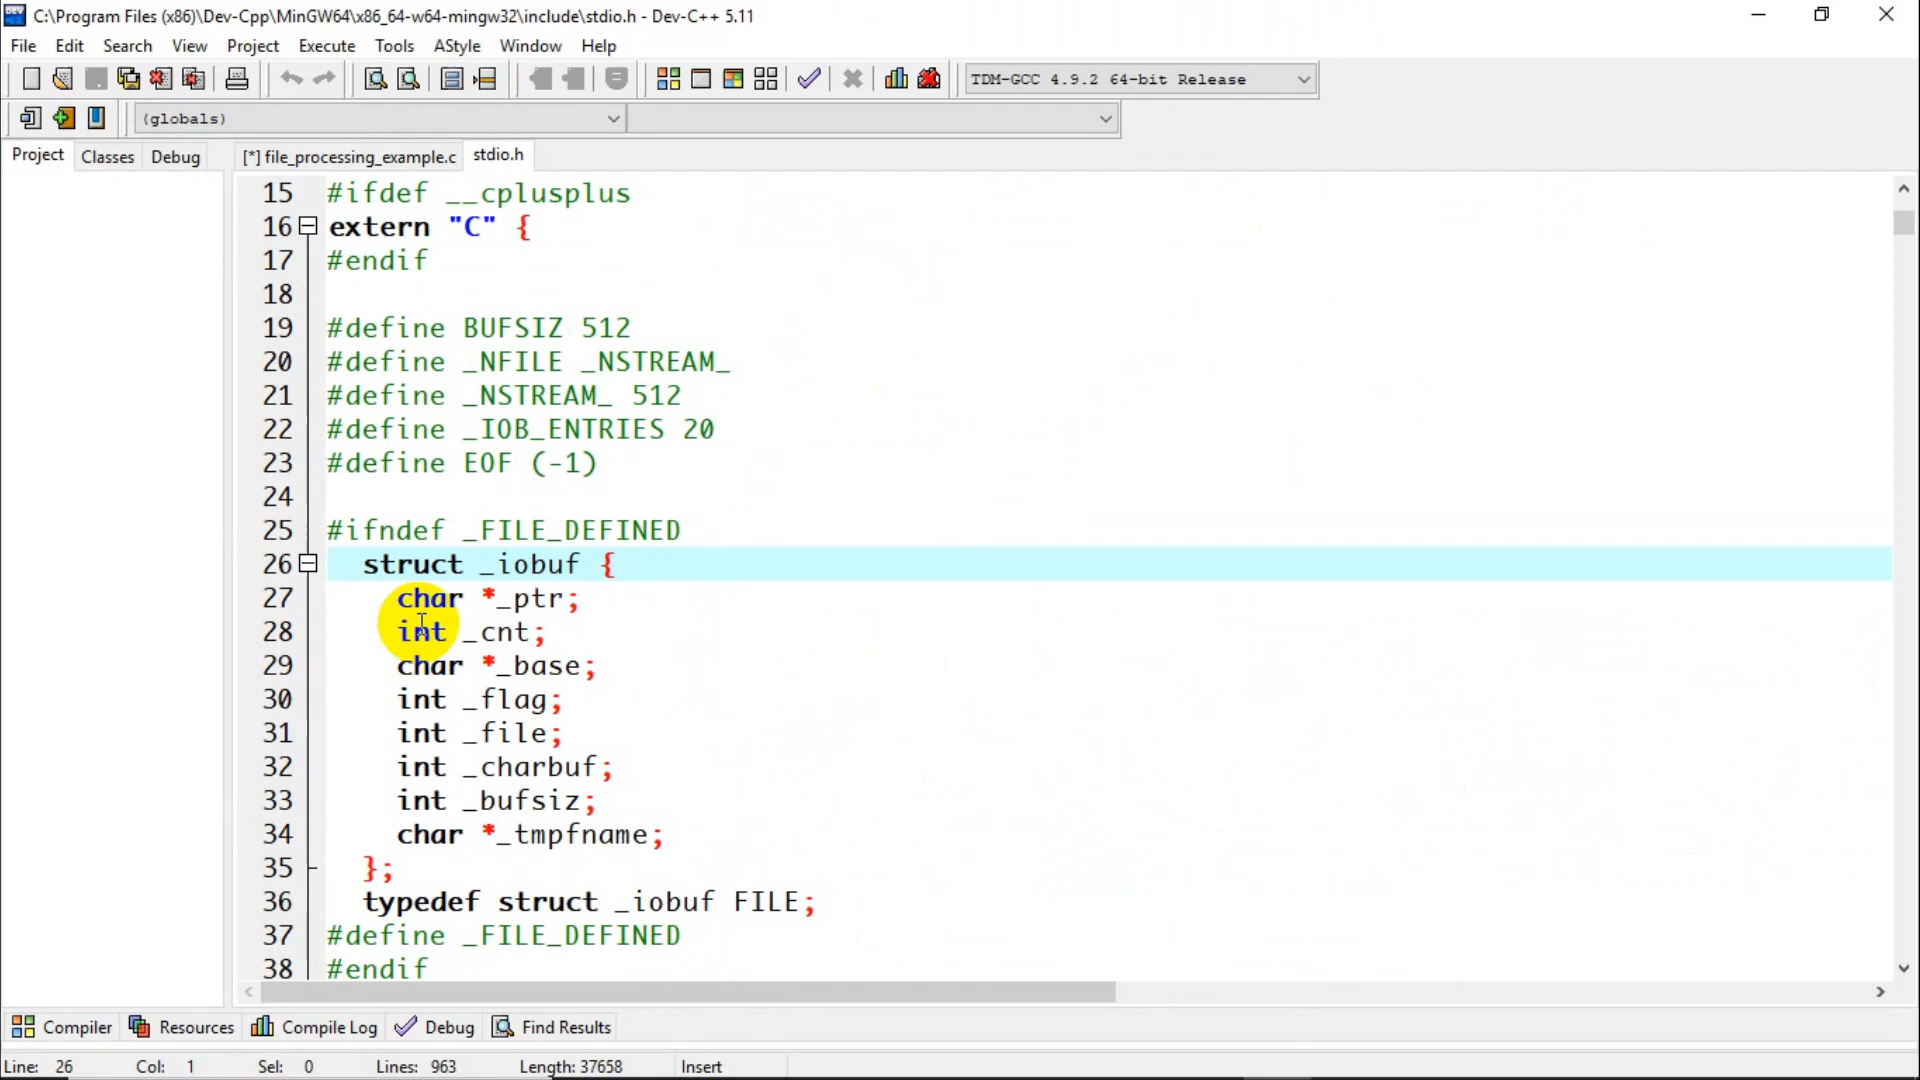 C:\Program Files (x86)\Dev-Cpp\MinGW64\x86_64-w64-mingw32\include\stdio.h - Dev-C++ 5.11
File Edit Search View Project Execute Tools AStyle Window Help
TDM-GCC 4.9.2 64-bit Release
(globals)
Project Classes Debug [*] file_processing_example.c stdio.h
15 #ifdef __cplusplus
16 extern "C" {
17 #endif
18
19 #define BUFSIZ 512
20 #define _NFILE _NSTREAM_
21 #define _NSTREAM_ 512
22 #define _IOB_ENTRIES 20
23 #define EOF (-1)
24
25 #ifndef _FILE_DEFINED
26 struct _iobuf {
27 char *_ptr;
28 int _cnt;
29 char *_base;
30 int _flag;
31 int _file;
32 int _charbuf;
33 int _bufsiz;
34 char *_tmpfname;
35 };
36 typedef struct _iobuf FILE;
37 #define _FILE_DEFINED
38 #endif
Compiler Resources Compile Log Debug Find Results
Line: 26 Col: 1 Sel: 0 Lines: 963 Length: 37658 Insert